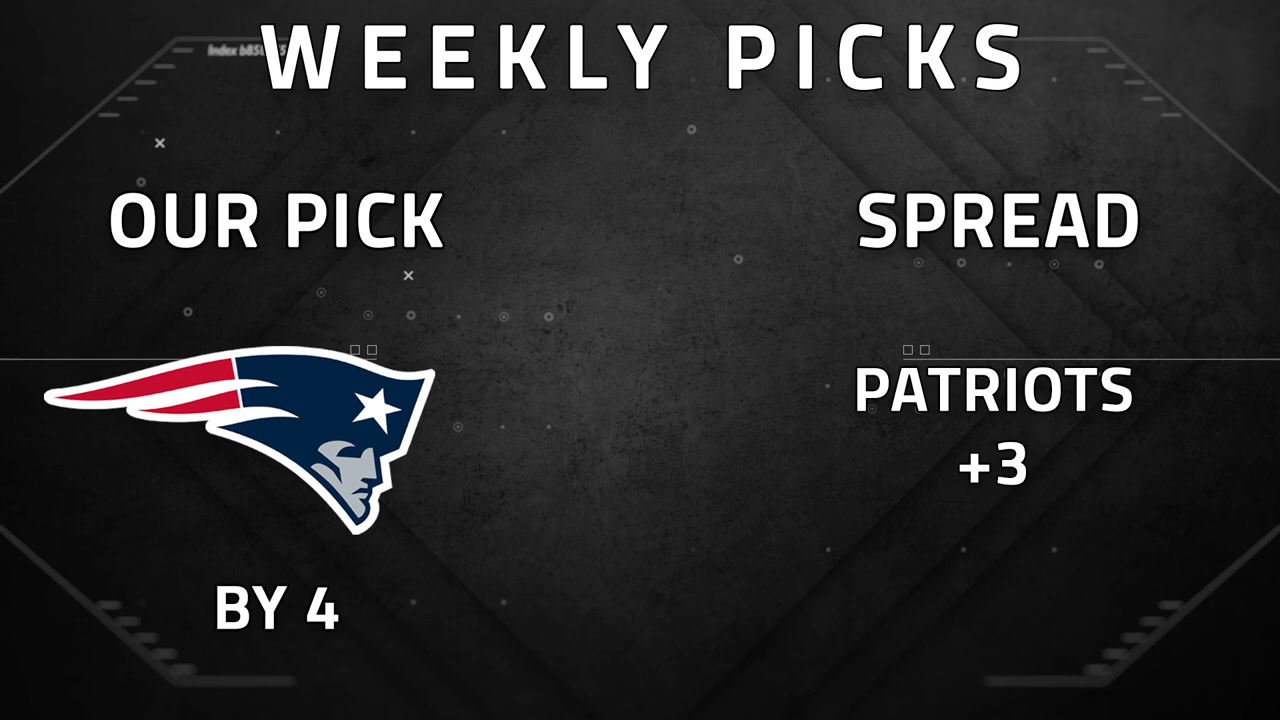 WEEKLY PICKS
OUR PICK
SPREAD
PATRIOTS
+3
BY 4